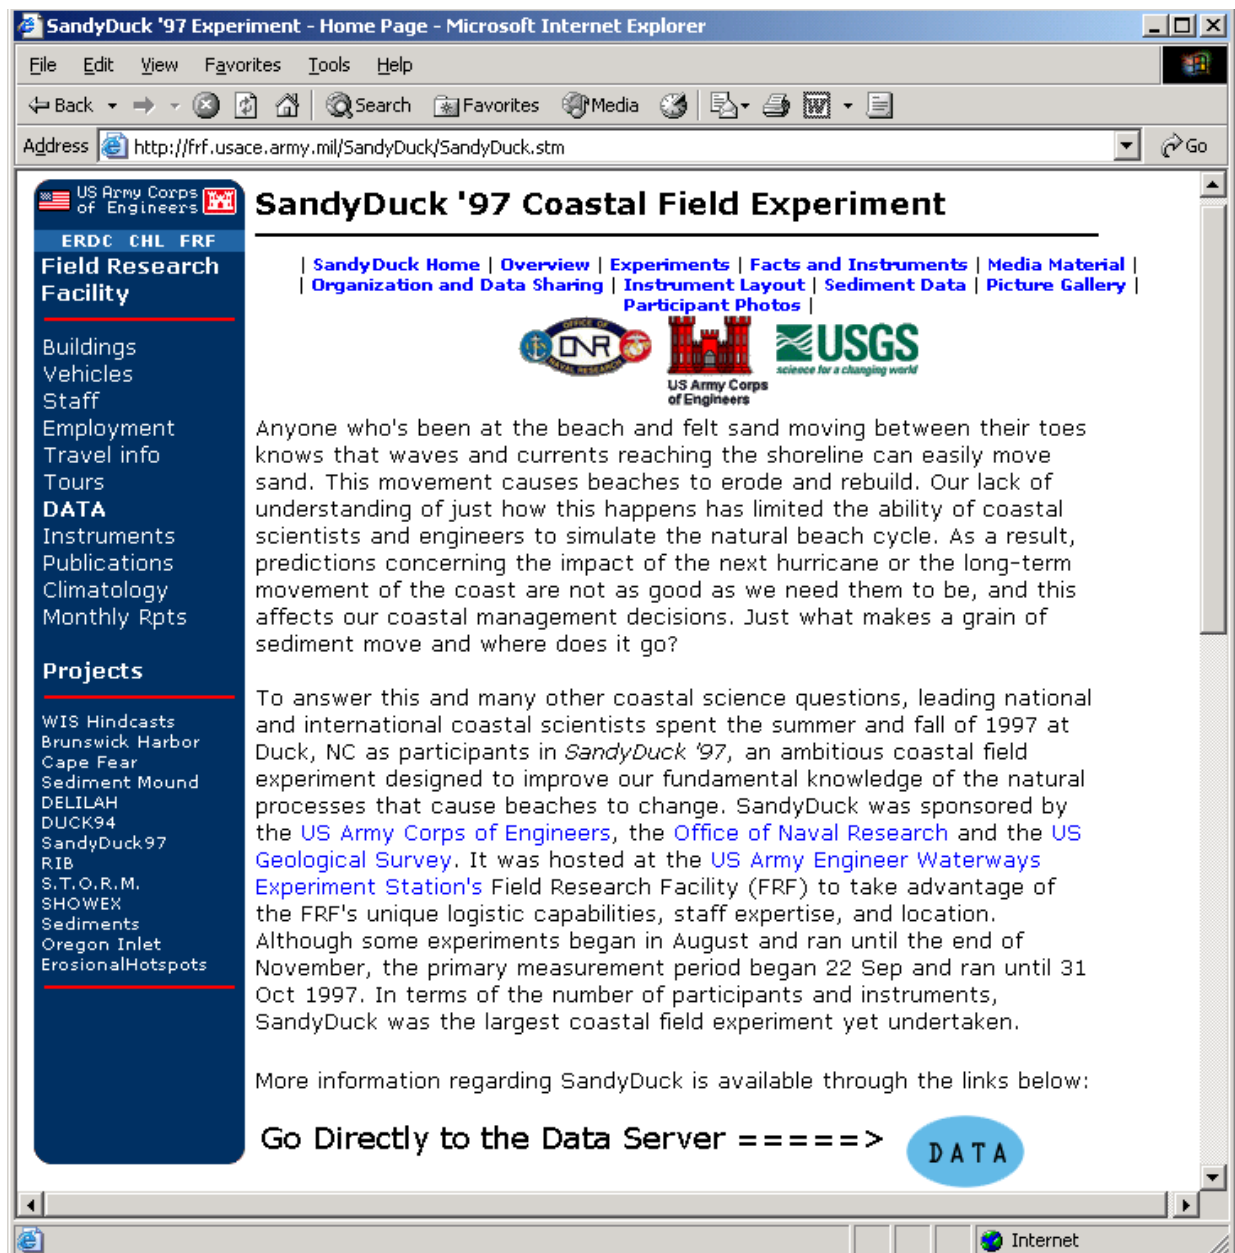 SandyDuck '97 Experiment - Home Page - Microsoft Internet Explorer
File Edit View Favorites Tools Help
Back Search Favorites Media
Address http://frf.usace.army.mil/SandyDuck/SandyDuck.stm Go
US Army Corps
of Engineers
ERDC CHL FRF
Field Research
Facility
Buildings
Vehicles
Staff
Employment
Travel info
Tours
DATA
Instruments
Publications
Climatology
Monthly Rpts
Projects
WIS Hindcasts
Brunswick Harbor
Cape Fear
Sediment Mound
DELILAH
DUCK94
SandyDuck97
RIB
S.T.O.R.M.
SHOWEX
Sediments
Oregon Inlet
ErosionalHotspots
SandyDuck '97 Coastal Field Experiment
| SandyDuck Home | Overview | Experiments | Facts and Instruments | Media Material |
| Organization and Data Sharing | Instrument Layout | Sediment Data | Picture Gallery |
Participant Photos |
OFFICE OF
ONR
NAVAL RESEARCH
US Army Corps
of Engineers
USGS
science for a changing world
Anyone who's been at the beach and felt sand moving between their toes
knows that waves and currents reaching the shoreline can easily move
sand. This movement causes beaches to erode and rebuild. Our lack of
understanding of just how this happens has limited the ability of coastal
scientists and engineers to simulate the natural beach cycle. As a result,
predictions concerning the impact of the next hurricane or the long-term
movement of the coast are not as good as we need them to be, and this
affects our coastal management decisions. Just what makes a grain of
sediment move and where does it go?
To answer this and many other coastal science questions, leading national
and international coastal scientists spent the summer and fall of 1997 at
Duck, NC as participants in SandyDuck '97, an ambitious coastal field
experiment designed to improve our fundamental knowledge of the natural
processes that cause beaches to change. SandyDuck was sponsored by
the US Army Corps of Engineers, the Office of Naval Research and the US
Geological Survey. It was hosted at the US Army Engineer Waterways
Experiment Station's Field Research Facility (FRF) to take advantage of
the FRF's unique logistic capabilities, staff expertise, and location.
Although some experiments began in August and ran until the end of
November, the primary measurement period began 22 Sep and ran until 31
Oct 1997. In terms of the number of participants and instruments,
SandyDuck was the largest coastal field experiment yet undertaken.
More information regarding SandyDuck is available through the links below:
Go Directly to the Data Server =====> DATA
Internet